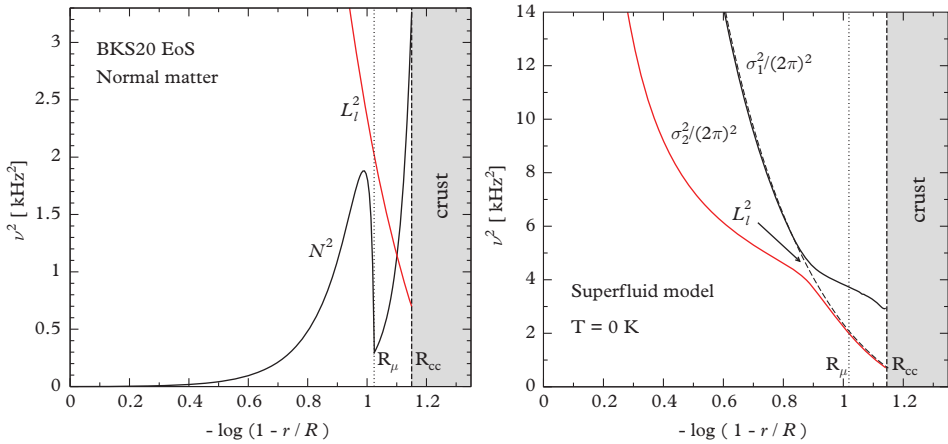 BKS20 EoS
Normal matter
L_l^2
N^2
crust
R_μ
R_cc
ν^2 [ kHz^2]
3
2.5
2
1.5
1
0.5
0
0
0.2
0.4
0.6
0.8
1
1.2
- log (1 - r / R)
σ_1^2/(2π)^2
σ_2^2/(2π)^2
L_l^2
crust
Superfluid model
T = 0 K
R_μ
R_cc
ν^2 [ kHz^2]
14
12
10
8
6
4
2
0
0
0.2
0.4
0.6
0.8
1
1.2
- log (1 - r / R)